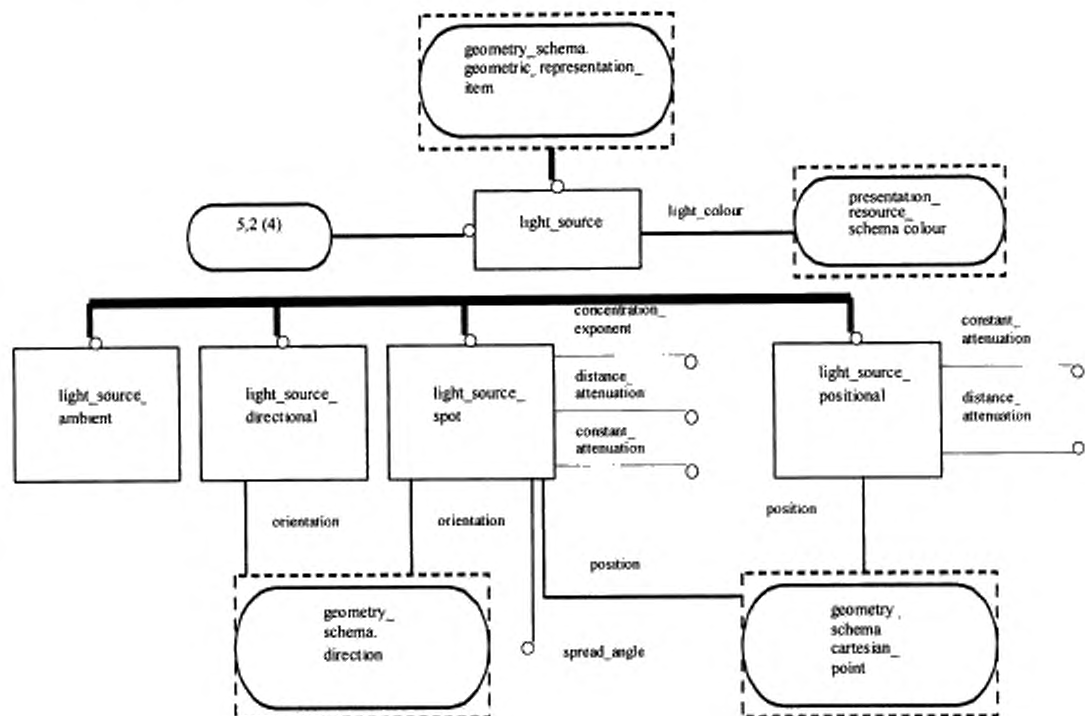 geometry_schema.
geometric_representation_
item
5,2 (4)
light_source
light_colour
presentation_
resource_
schema colour
concentration_
exponent
distance_
attenuation
constant_
attenuation
constant_
attenuation
distance_
attenuation
light_source_
ambient
light_source_
directional
light_source_
spot
light_source_
positional
orientation
orientation
position
position
geometry_
schema.
direction
spread_angle
geometry_
schema
cartesian_
point